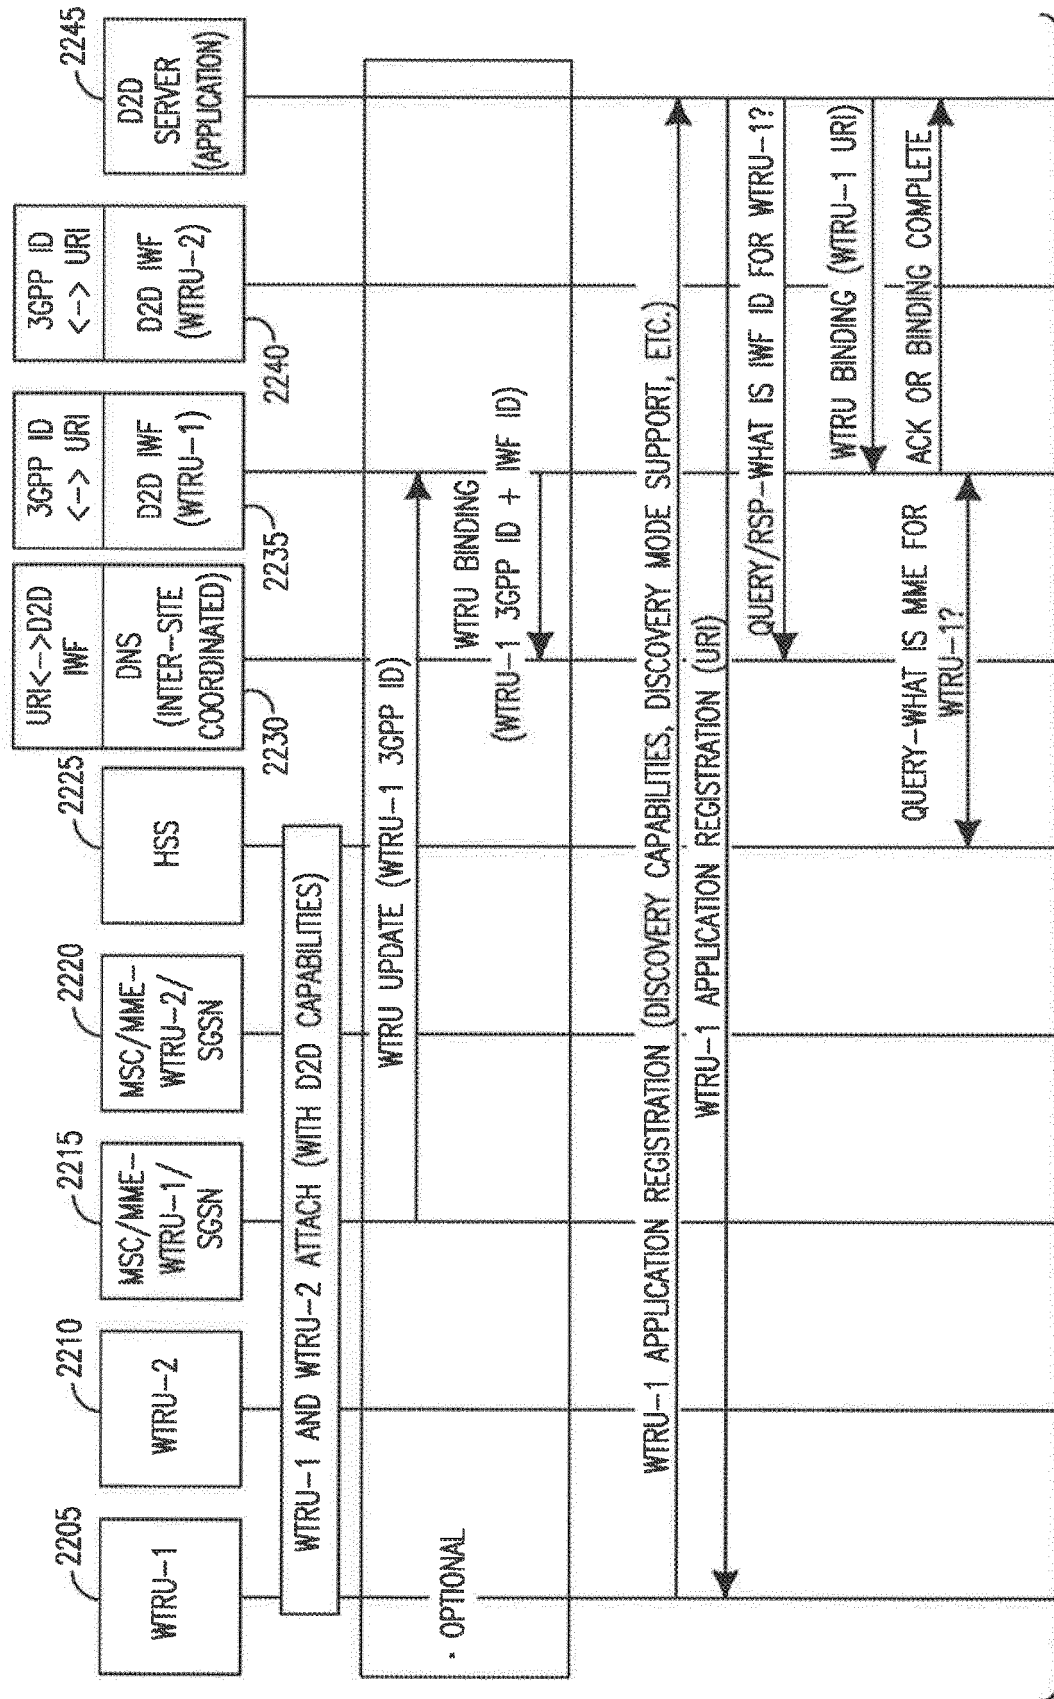 2205
WTRU-1
2210
WTRU-2
2215
MSC/MME-
WTRU-1/
SGSN
2220
MSC/MME-
WTRU-2/
SGSN
2225
HSS
URI<->D2D
IWF
DNS
(INTER-SITE
COORDINATED)
2230
3GPP ID
<-> URI
D2D IWF
(WTRU-1)
2235
3GPP ID
<-> URI
D2D IWF
(WTRU-2)
2240
2245
D2D
SERVER
(APPLICATION)
WTRU-1 AND WTRU-2 ATTACH (WITH D2D CAPABILITIES)
WTRU UPDATE (WTRU-1 3GPP ID)
· OPTIONAL
WTRU BINDING
(WTRU-1 3GPP ID + IWF ID)
WTRU-1 APPLICATION REGISTRATION (DISCOVERY CAPABILITIES, DISCOVERY MODE SUPPORT, ETC.)
WTRU-1 APPLICATION REGISTRATION (URI)
QUERY/RSP-WHAT IS IWF ID FOR WTRU-1?
WTRU BINDING (WTRU-1 URI)
ACK OR BINDING COMPLETE
QUERY-WHAT IS MME FOR
WTRU-1?